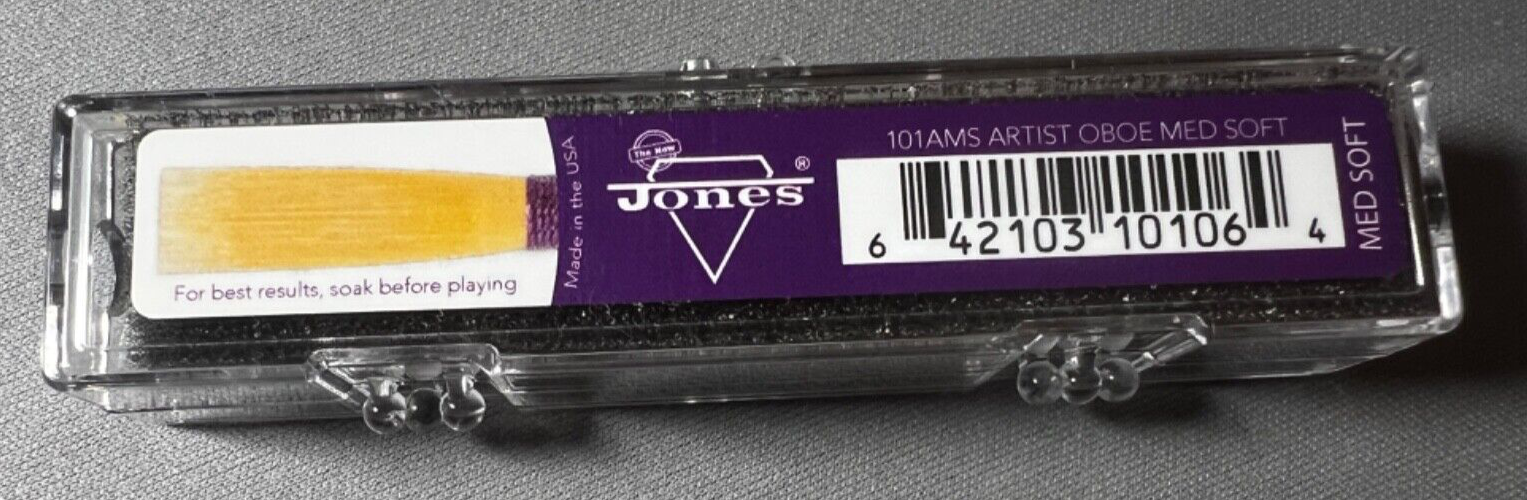 For best results, soak before playing
Made in the USA
The New
Jones®
101AMS ARTIST OBOE MED SOFT
6 42103 10106 4
MED SOFT